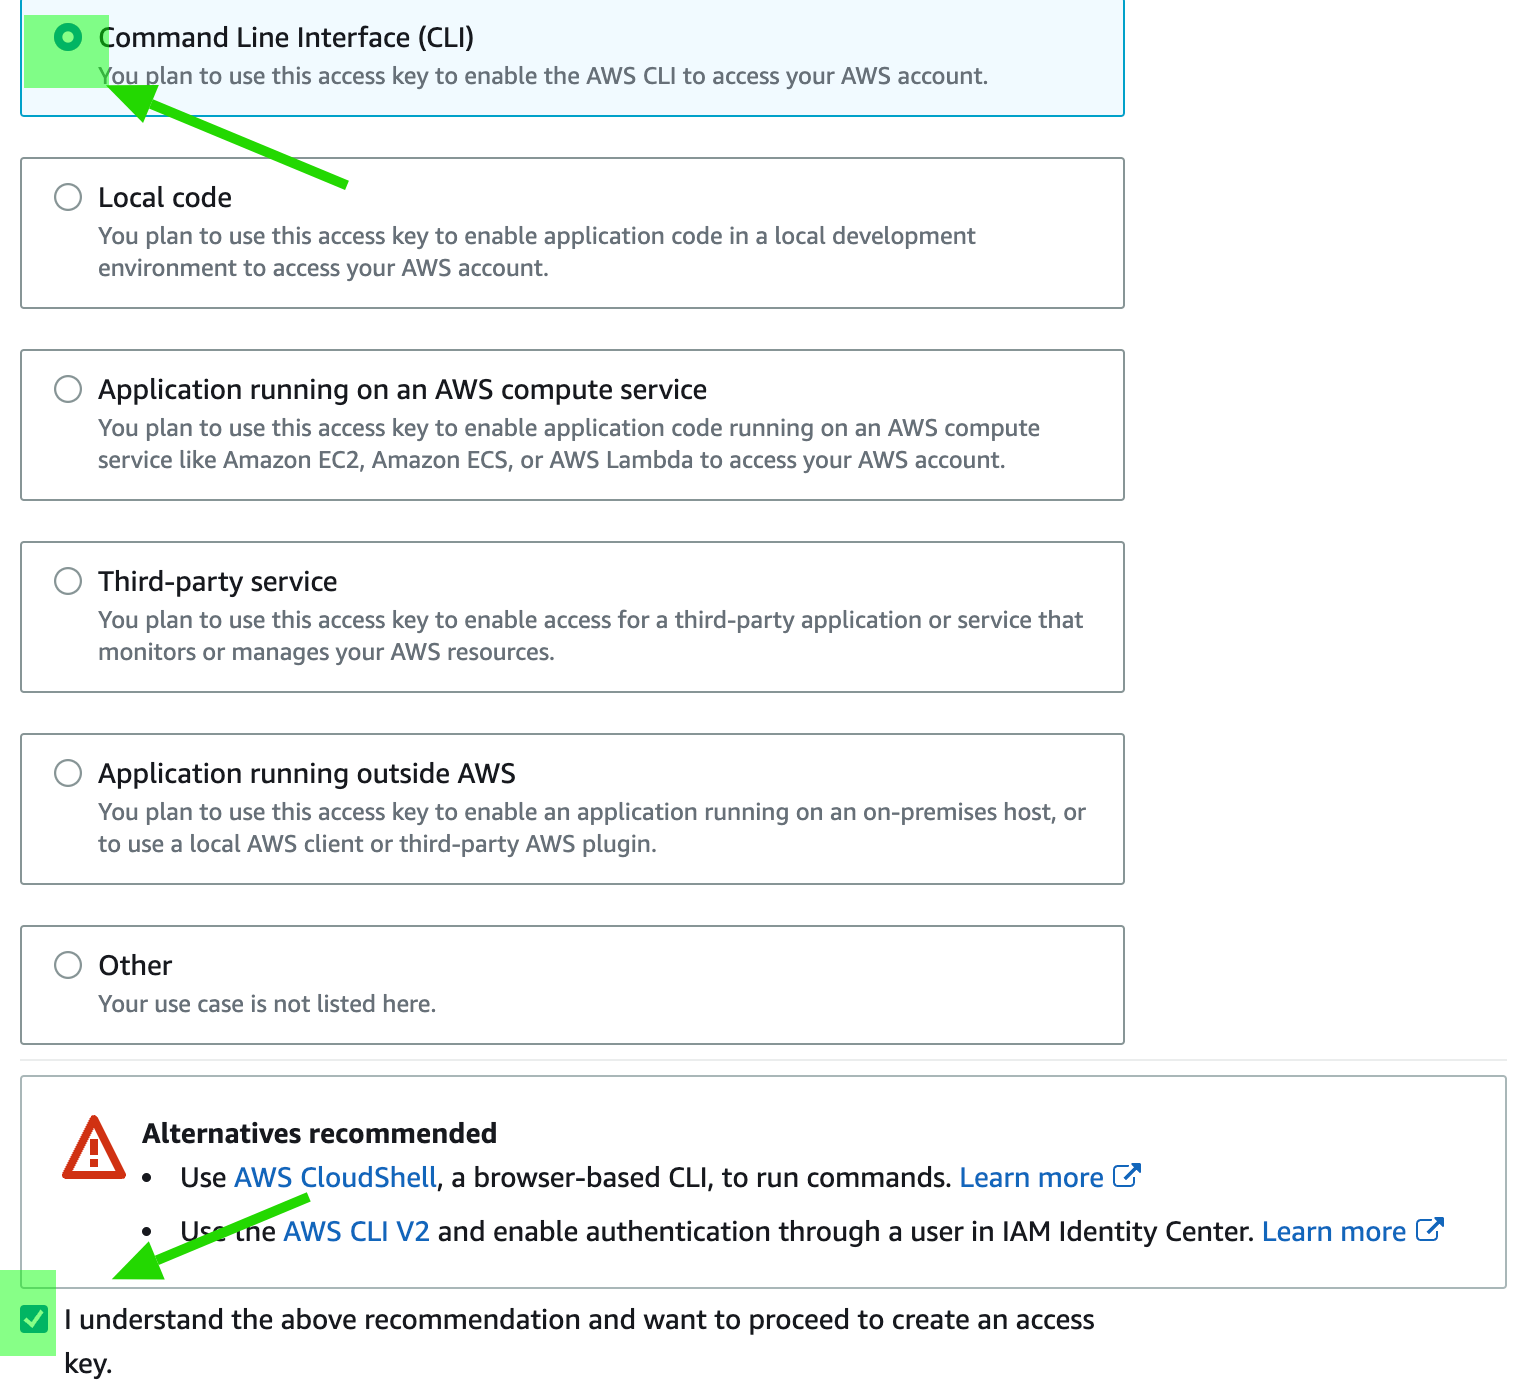 Command Line Interface (CLI)
You plan to use this access key to enable the AWS CLI to access your AWS account.
Local code
You plan to use this access key to enable application code in a local development
environment to access your AWS account.
Application running on an AWS compute service
You plan to use this access key to enable application code running on an AWS compute
service like Amazon EC2, Amazon ECS, or AWS Lambda to access your AWS account.
Third-party service
You plan to use this access key to enable access for a third-party application or service that
monitors or manages your AWS resources.
Application running outside AWS
You plan to use this access key to enable an application running on an on-premises host, or
to use a local AWS client or third-party AWS plugin.
Other
Your use case is not listed here.
Alternatives recommended
• Use AWS CloudShell, a browser-based CLI, to run commands. Learn more
• Use the AWS CLI V2 and enable authentication through a user in IAM Identity Center. Learn more
I understand the above recommendation and want to proceed to create an access
key.